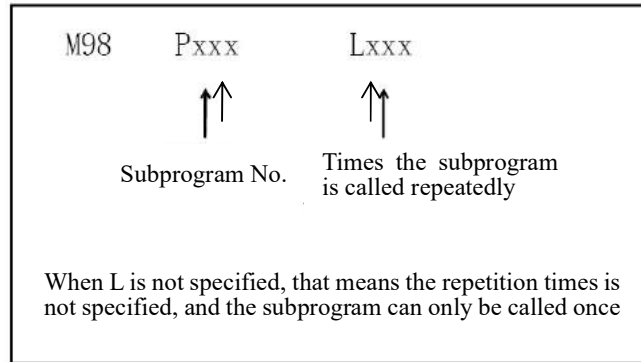 M98 Pxxx Lxxx
Subprogram No.
Times the subprogram
is called repeatedly
When L is not specified, that means the repetition times is
not specified, and the subprogram can only be called once